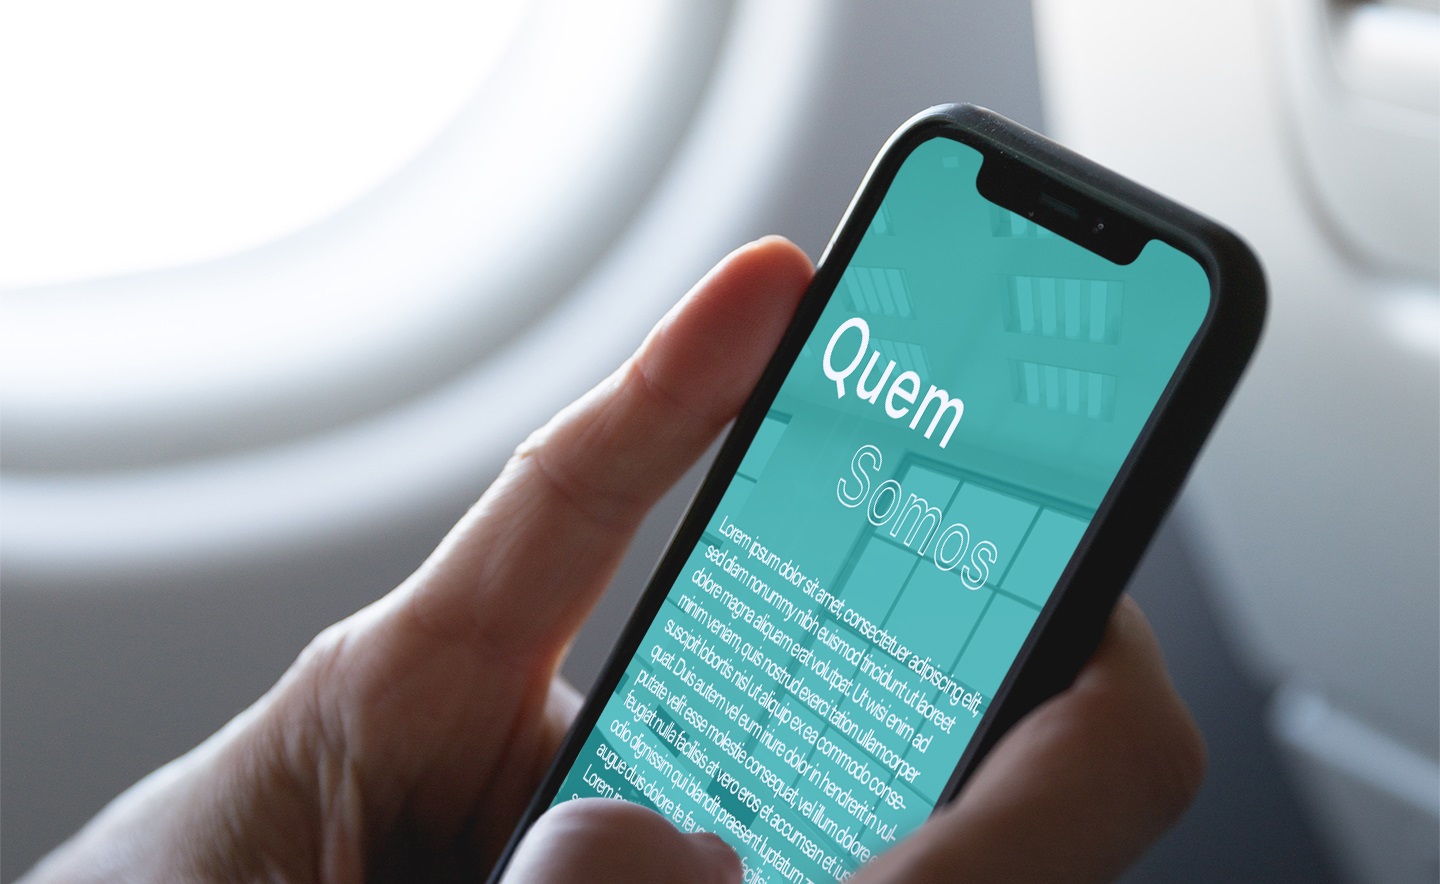 Quem
Somos
Lorem ipsum dolor sit amet, consectetuer adipiscing elit,
sed diam nonummy nibh euismod tincidunt ut laoreet
dolore magna aliquam erat volutpat. Ut wisi enim ad
minim veniam, quis nostrud exerci tation ullamcorper
suscipit lobortis nisl ut aliquip ex ea commodo conse-
quat. Duis autem vel eum iriure dolor in hendrerit in vul-
putate velit esse molestie consequat, vel illum dolore
feugiat nulla facilisis at vero eros et accumsan et
odio dignissim qui blandit praesent luptatum
augue duis dolore te
Lorem